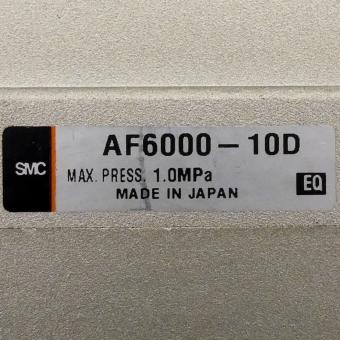 AF6000-10D
SMC
MAX. PRESS. 1.0MPa
MADE IN JAPAN
EQ